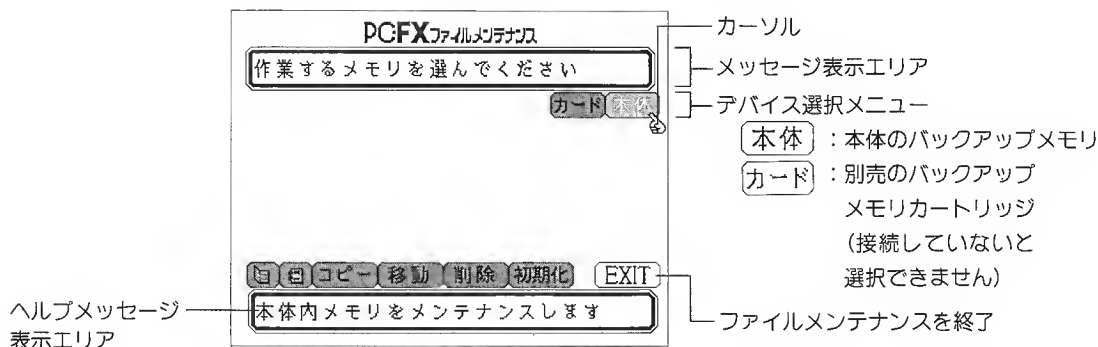 PC-FXファイルメンテナンス
作業するメモリを選んでください
カード 本体
コピー 移動 削除 初期化 EXIT
本体内メモリをメンテナンスします
カーソル
メッセージ表示エリア
デバイス選択メニュー
本体：本体のバックアップメモリ
カード：別売のバックアップ
メモリカートリッジ
（接続していないと
選択できません）
ファイルメンテナンスを終了
ヘルプメッセージ
表示エリア